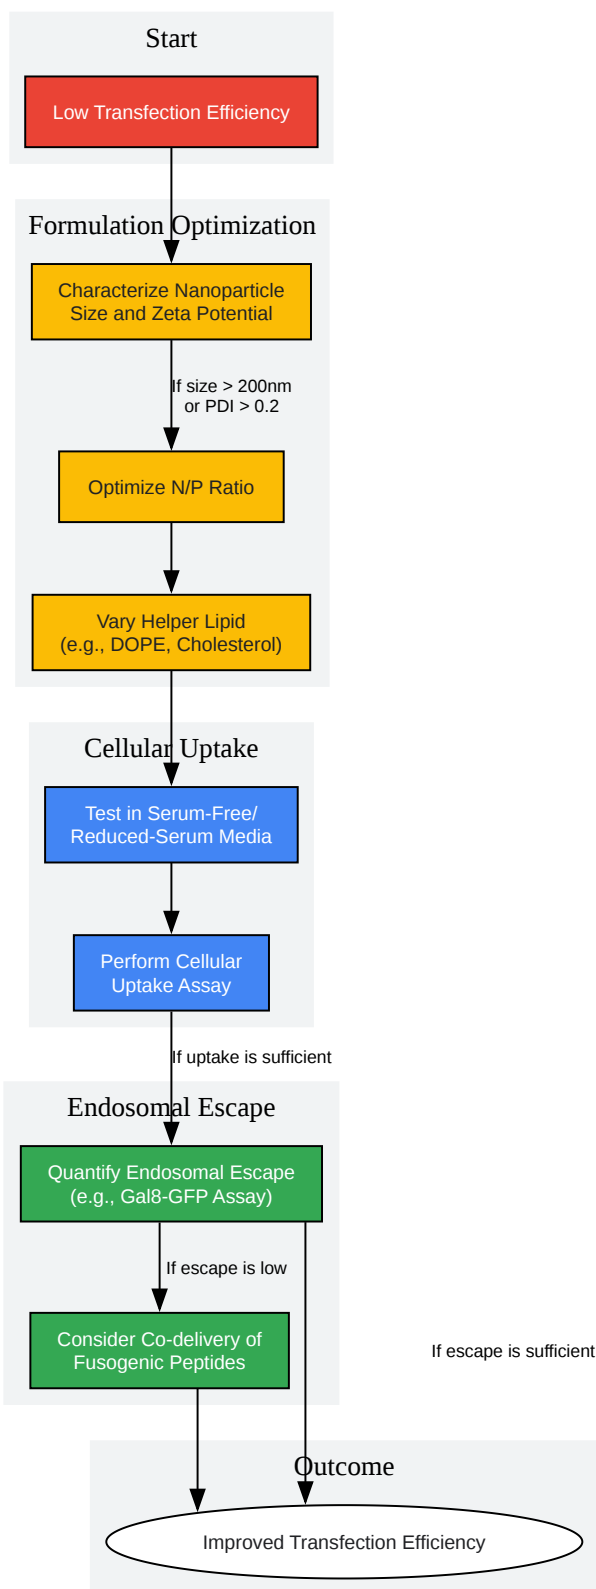 Start
Low Transfection Efficiency
Formulation Optimization
Characterize Nanoparticle
Size and Zeta Potential
If size > 200nm
or PDI > 0.2
Optimize N/P Ratio
Vary Helper Lipid
(e.g., DOPE, Cholesterol)
Cellular Uptake
Test in Serum-Free/
Reduced-Serum Media
Perform Cellular
Uptake Assay
If uptake is sufficient
Endosomal Escape
Quantify Endosomal Escape
(e.g., Gal8-GFP Assay)
If escape is low
Consider Co-delivery of
Fusogenic Peptides
If escape is sufficient
Outcome
Improved Transfection Efficiency